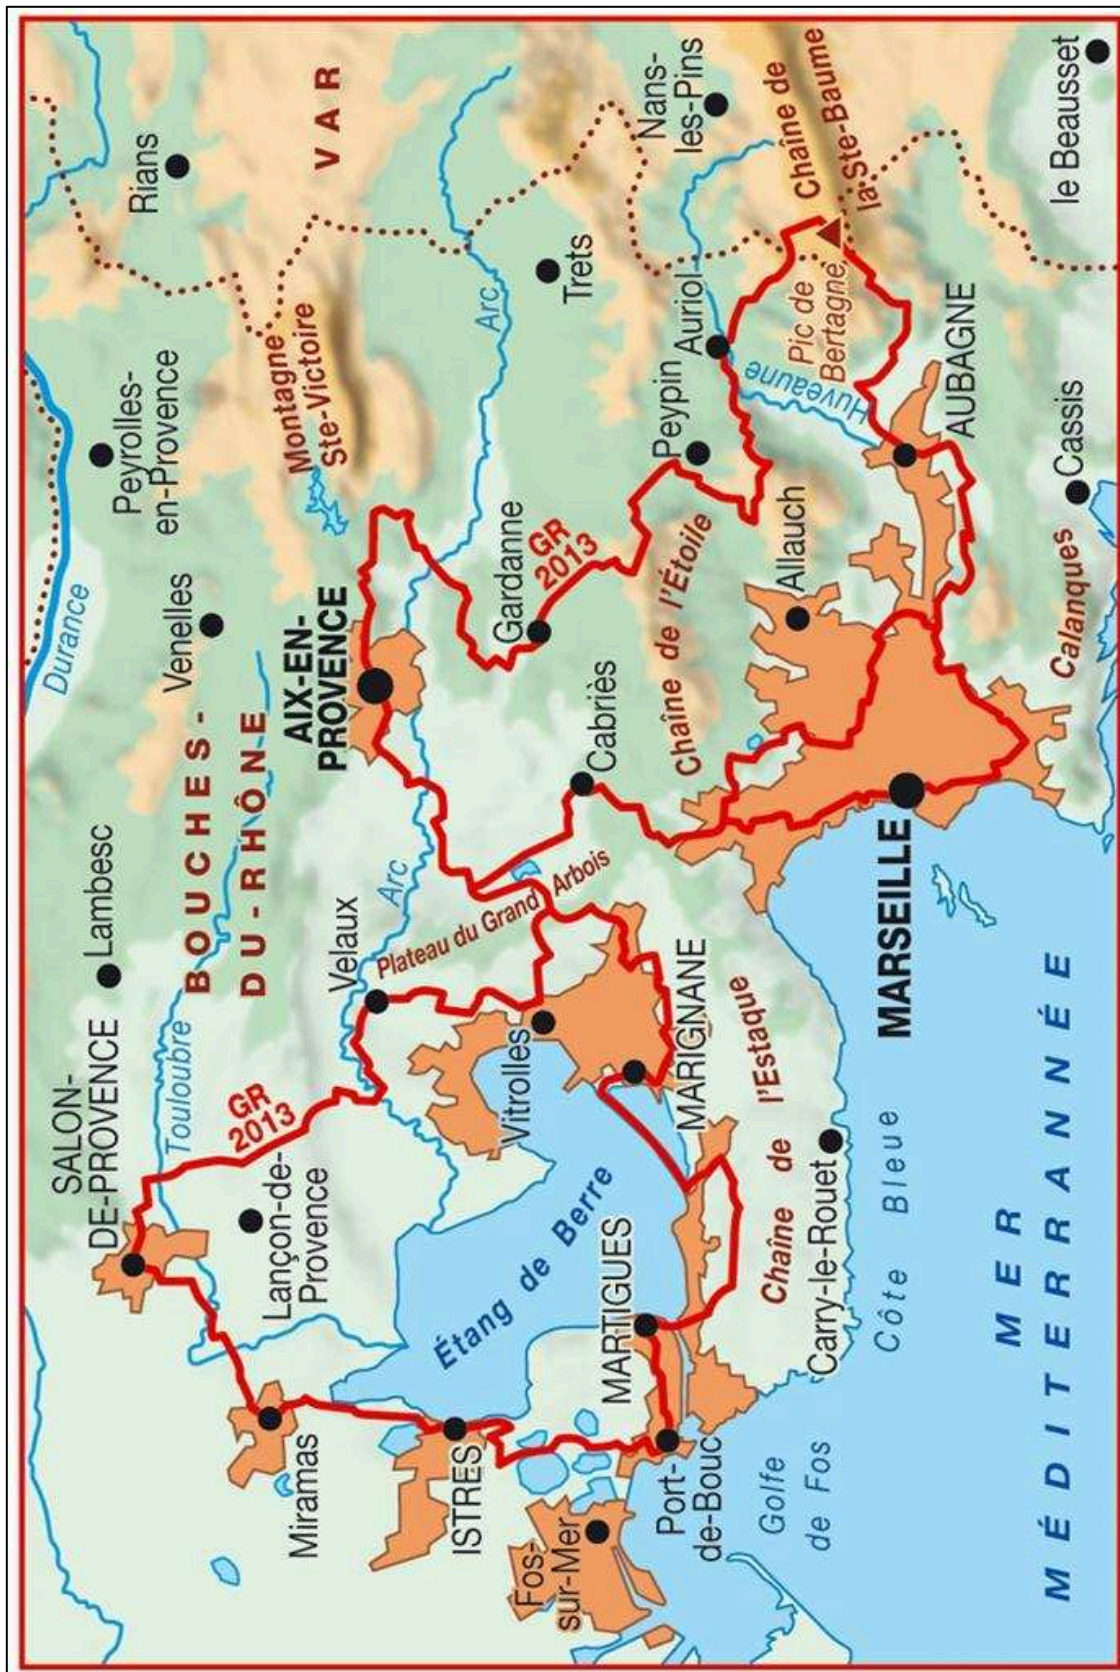 Durance
SALON-
DE-PROVENCE
Lambesc
Peyrolles-
en-Provence
Rians
Touloubre
Venelles
BOUCHES-
DU-RHÔNE
GR
2013
Lançon-de-
Provence
Miramas
Montagne
Ste-Victoire
VAR
AIX-EN-
PROVENCE
Velaux
Arc
Plateau du Grand Arbois
ISTRES
Étang de Berre
Arc
Gardanne
GR
2013
Trets
Vitrolles
Fos-
sur-Mer
Cabriès
MARTIGUES
Peypin
Auriol
Nans-
les-Pins
Port-
de-Bouc
MARIGNANE
Chaîne de l'Étoile
Chaîne de l'Estaque
Huveaune
Pic de
Bertagne
Chaîne de
la Ste-Baume
Allauch
Golfe
de Fos
Carry-le-Rouet
Côte Bleue
MARSEILLE
AUBAGNE
MER
MÉDITERRANNÉE
Calanques
Cassis
le Beausset